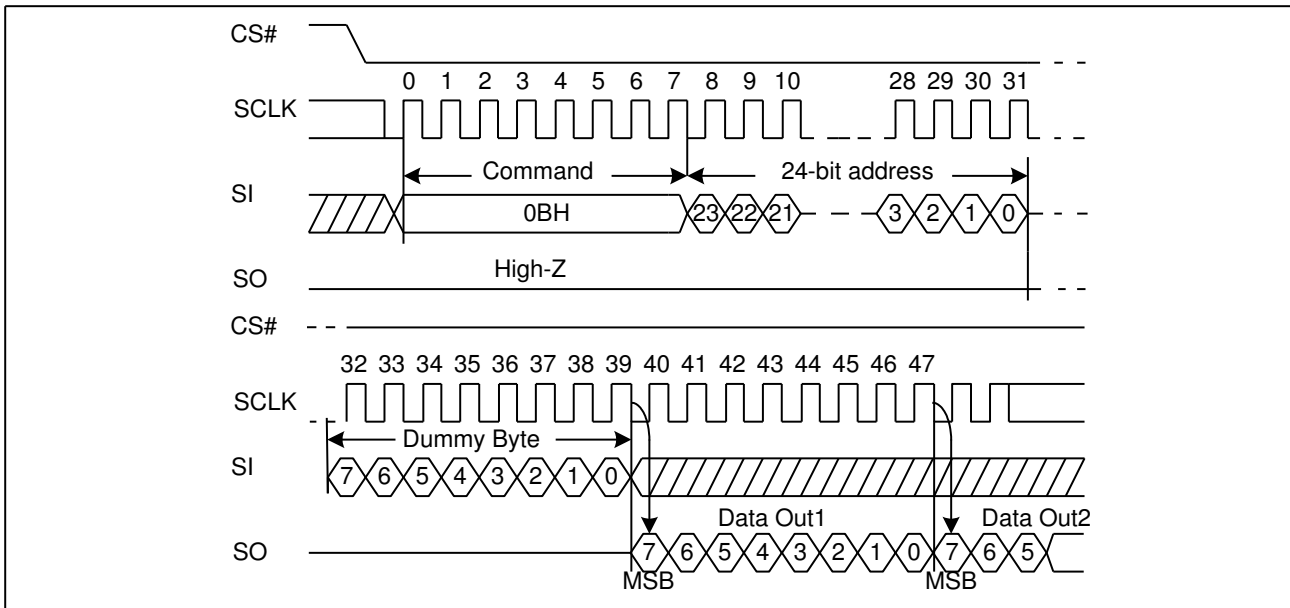 CS#
0 1 2 3 4 5 6 7 8 9 10 28 29 30 31
SCLK
Command 24-bit address
SI
0BH 23 22 21 3 2 1 0
High-Z
SO
CS#
32 33 34 35 36 37 38 39 40 41 42 43 44 45 46 47
SCLK
Dummy Byte
SI
7 6 5 4 3 2 1 0
Data Out1 Data Out2
SO
7 6 5 4 3 2 1 0 7 6 5
MSB MSB